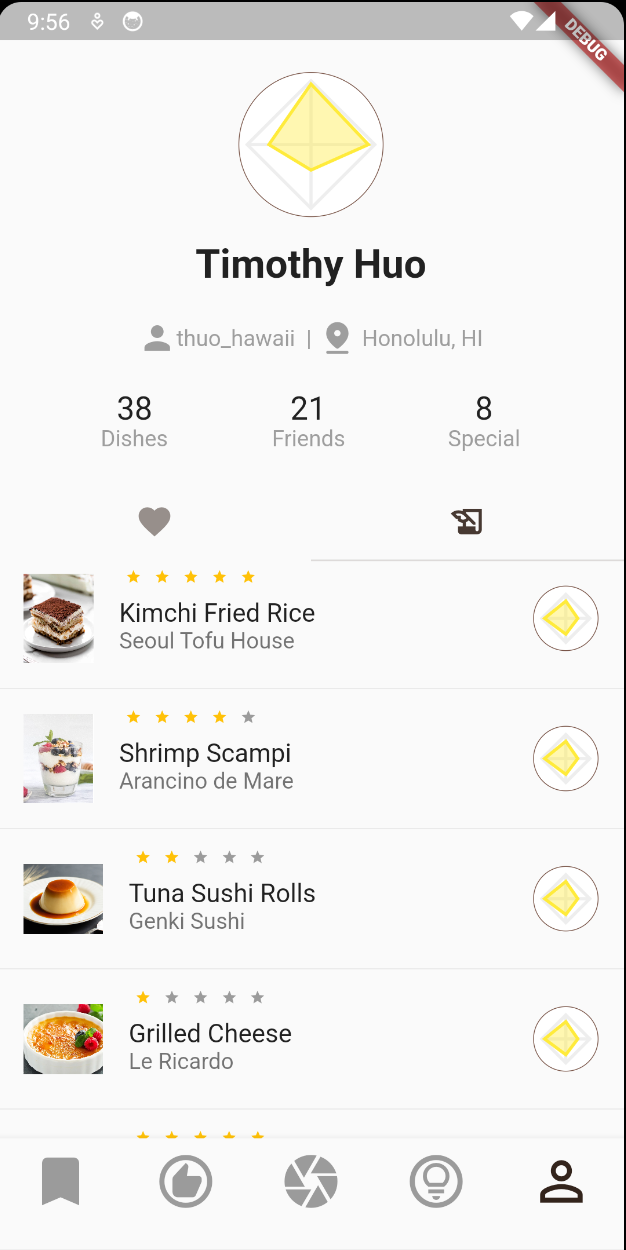 9:56
DEBUG
Timothy Huo
thuo_hawaii | Honolulu, HI
38 21 8
Dishes Friends Special
Kimchi Fried Rice
Seoul Tofu House
Shrimp Scampi
Arancino de Mare
Tuna Sushi Rolls
Genki Sushi
Grilled Cheese
Le Ricardo